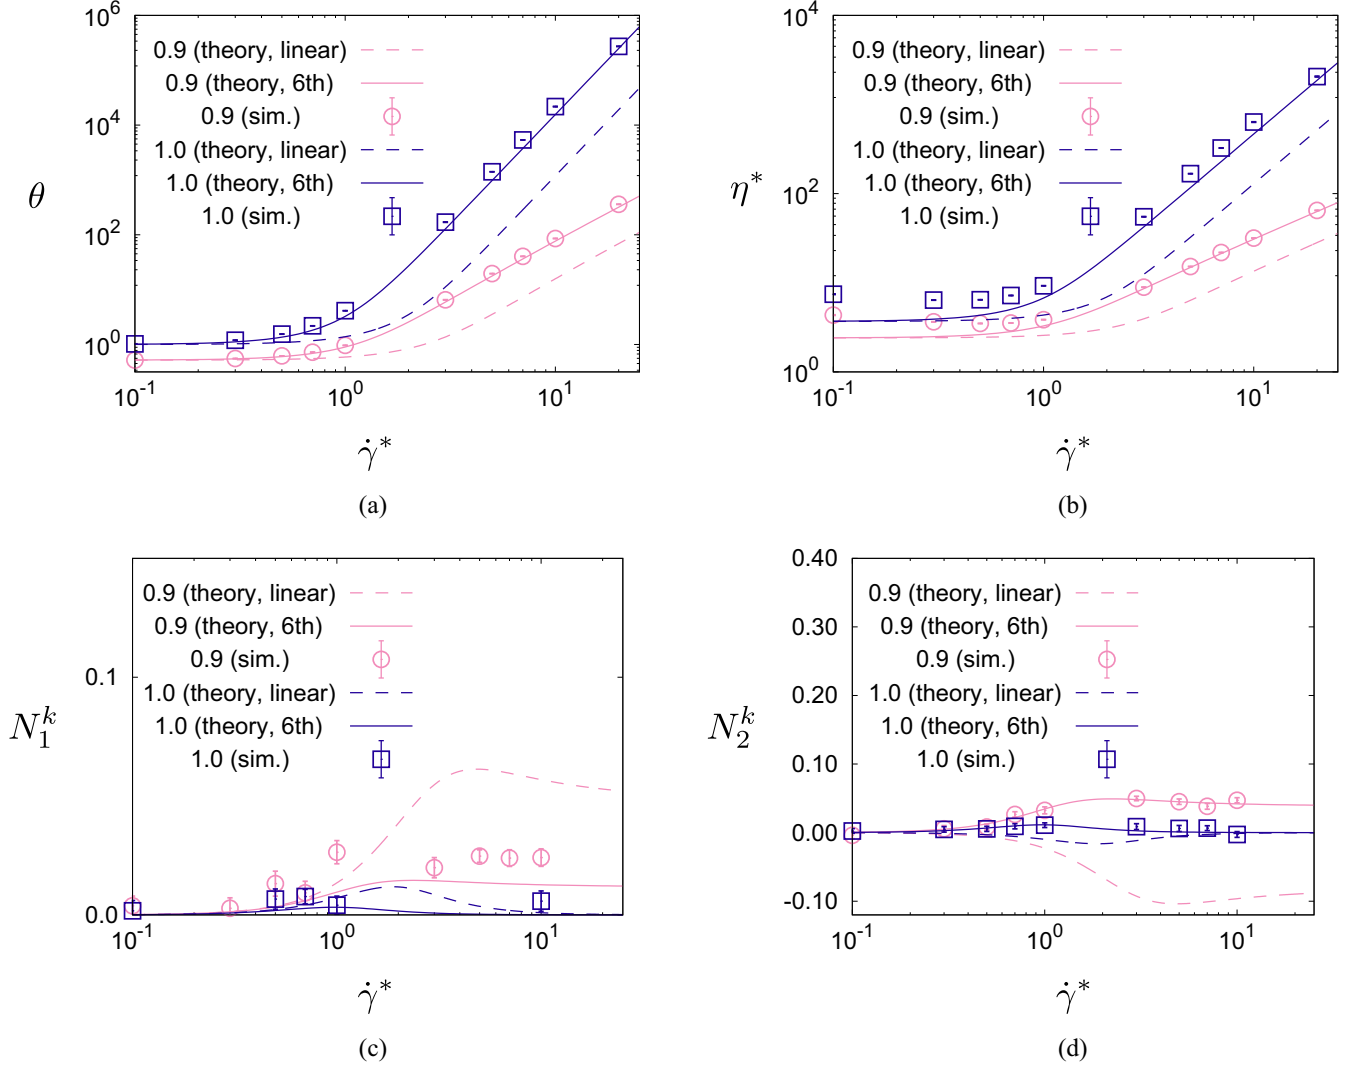 10^6
10^4
10^2
10^0
θ
0.9 (theory, linear)
0.9 (theory, 6th)
0.9 (sim.)
1.0 (theory, linear)
1.0 (theory, 6th)
1.0 (sim.)
10^-1 10^0 10^1
γ̇*
(a)
10^4
10^2
10^0
η*
0.9 (theory, linear)
0.9 (theory, 6th)
0.9 (sim.)
1.0 (theory, linear)
1.0 (theory, 6th)
1.0 (sim.)
10^-1 10^0 10^1
γ̇*
(b)
0.1
0.0
N_1^k
0.9 (theory, linear)
0.9 (theory, 6th)
0.9 (sim.)
1.0 (theory, linear)
1.0 (theory, 6th)
1.0 (sim.)
10^-1 10^0 10^1
γ̇*
(c)
0.40
0.30
0.20
0.10
0.00
-0.10
N_2^k
0.9 (theory, linear)
0.9 (theory, 6th)
0.9 (sim.)
1.0 (theory, linear)
1.0 (theory, 6th)
1.0 (sim.)
10^-1 10^0 10^1
γ̇*
(d)